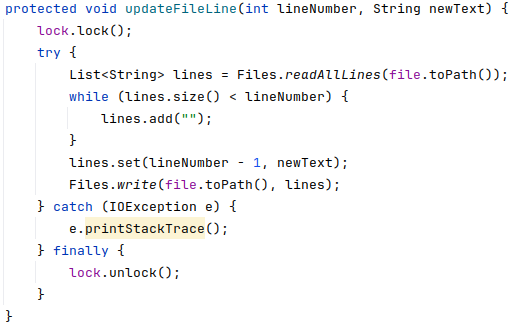 protected void updateFileLine(int lineNumber, String newText) {
    lock.lock();
    try {
        List<String> lines = Files.readAllLines(file.toPath());
        while (lines.size() < lineNumber) {
            lines.add("");
        }
        lines.set(lineNumber - 1, newText);
        Files.write(file.toPath(), lines);
    } catch (IOException e) {
        e.printStackTrace();
    } finally {
        lock.unlock();
    }
}